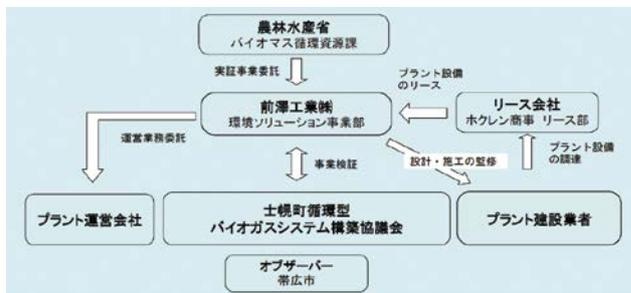 農林水産省
バイオマス循環資源課
実証事業委託
プラント設備
のリース
前澤工業㈱
環境ソリューション事業部
リース会社
ホクレン商事 リース部
運営業務委託
事業検証
設計・施工の監修
プラント設備
の調達
プラント運営会社
士幌町循環型
バイオガスシステム構築協議会
プラント建設業者
オブザーバー
帯広市